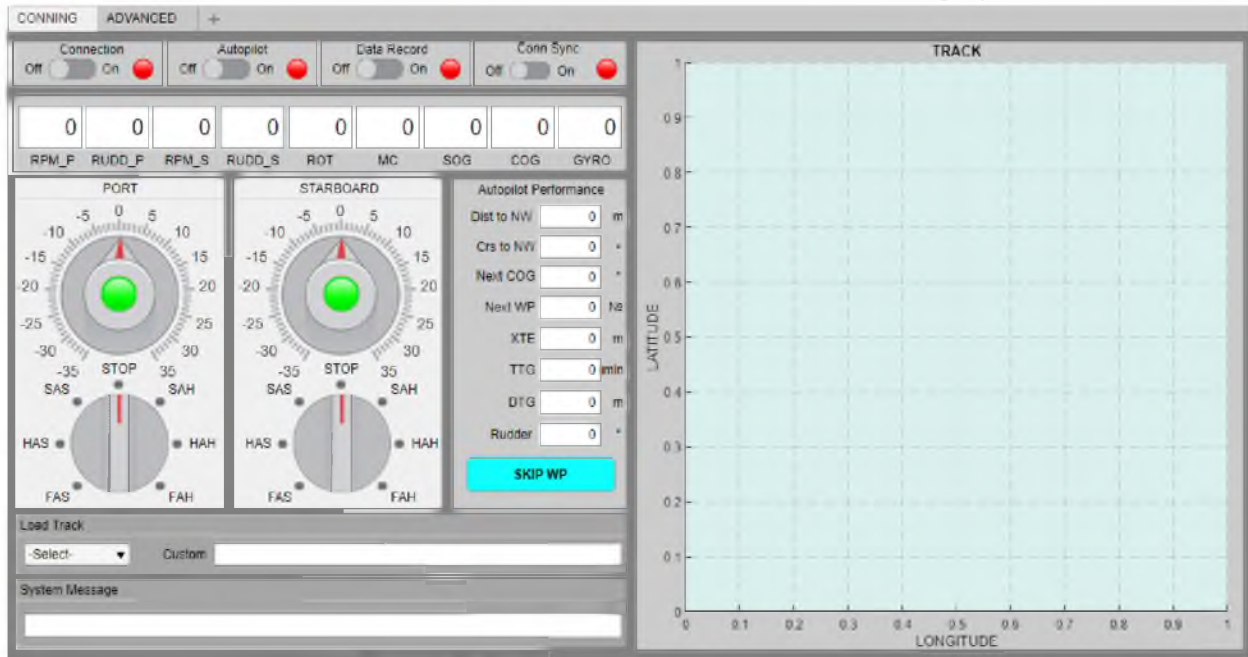 CONNING ADVANCED +
Connection Autopilot Data Record Conn Sync
Off On Off On Off On Off On
0 0 0 0 0 0 0 0 0
RPM_P RUDD_P RPM_S RUDD_S ROT MC SOG COG GYRO
PORT
-35 -30 -25 -20 -15 -10 -5 0 5 10 15 20 25 30 35
STOP
SAS SAH
HAS HAH
FAS FAH
STARBOARD
-35 -30 -25 -20 -15 -10 -5 0 5 10 15 20 25 30 35
STOP
SAS SAH
HAS HAH
FAS FAH
Autopilot Performance
Dist to NW 0 m
Crs to NW 0 °
Next COG 0 °
Next WP 0 №
XTE 0 m
TTG 0 min
DTG 0 m
Rudder 0 °
SKIP WP
Load Track
-Select- Custom
System Message
TRACK
1
0.9
0.8
0.7
0.6
0.5
0.4
0.3
0.2
0.1
0
LATITUDE
0 0.1 0.2 0.3 0.4 0.5 0.6 0.7 0.8 0.9 1
LONGITUDE